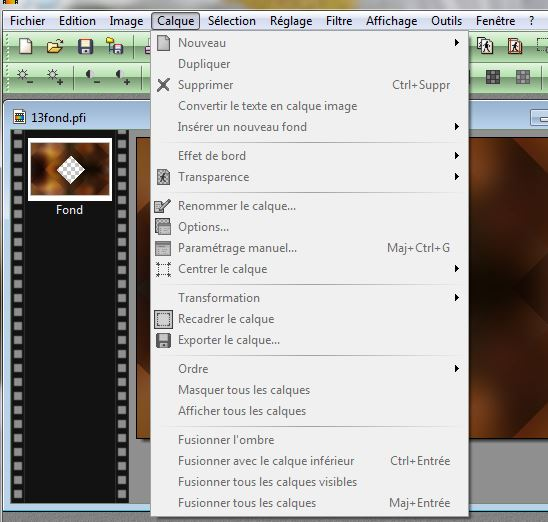 Fichier Edition Image Calque Sélection Réglage Filtre Affichage Outils Fenêtre ?
Nouveau
Dupliquer
Supprimer Ctrl+Suppr
Convertir le texte en calque image
Insérer un nouveau fond
13fond.pfi
Effet de bord
Transparence
Renommer le calque...
Fond
Options...
Paramétrage manuel... Maj+Ctrl+G
Centrer le calque
Transformation
Recadrer le calque
Exporter le calque...
Ordre
Masquer tous les calques
Afficher tous les calques
Fusionner l'ombre
Fusionner avec le calque inférieur Ctrl+Entrée
Fusionner tous les calques visibles
Fusionner tous les calques Maj+Entrée